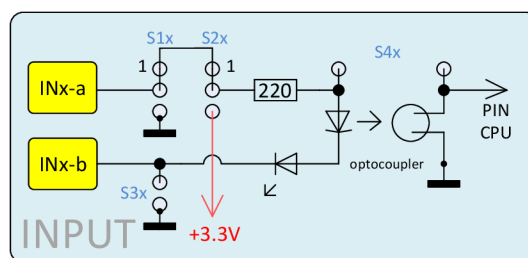 S1x S2x S4x
1 1
INx-a 220 PIN
CPU
INx-b optocoupler
S3x
INPUT +3.3V